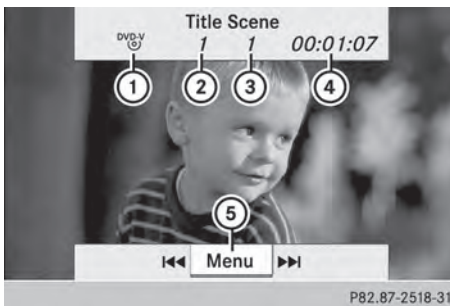 Title Scene
DVD-V 1 1 00:01:07
1 2 3 4
5
Menu
P82.87-2518-31